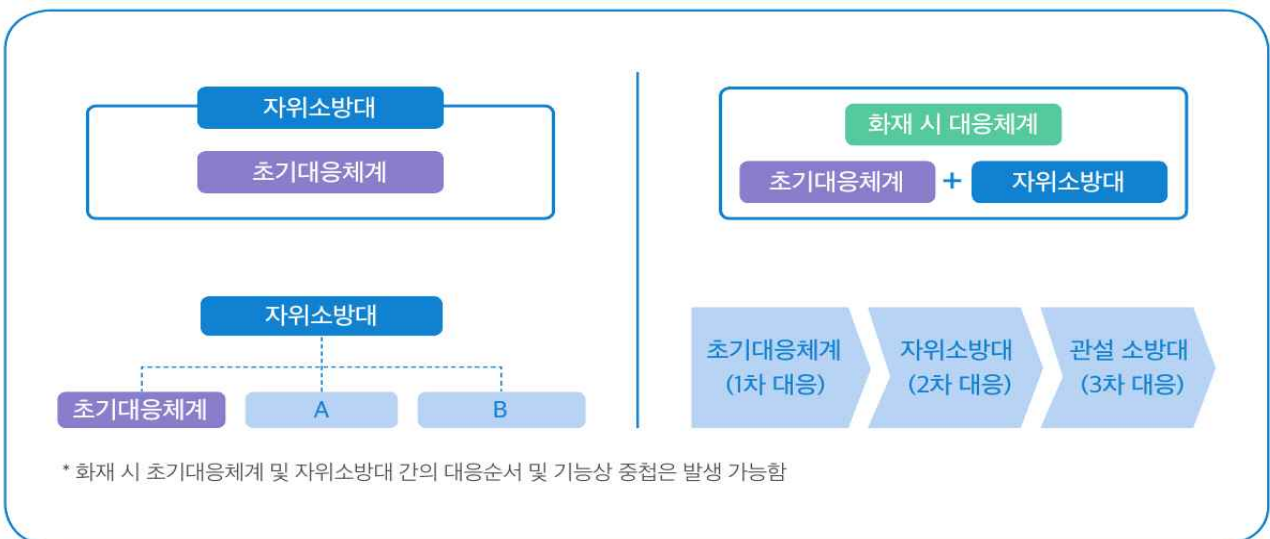 자위소방대
초기대응체계
자위소방대
초기대응체계 A B
화재 시 대응체계
초기대응체계 + 자위소방대
초기대응체계 자위소방대 관설 소방대
(1차 대응) (2차 대응) (3차 대응)
* 화재 시 초기대응체계 및 자위소방대 간의 대응순서 및 기능상 중첩은 발생 가능함